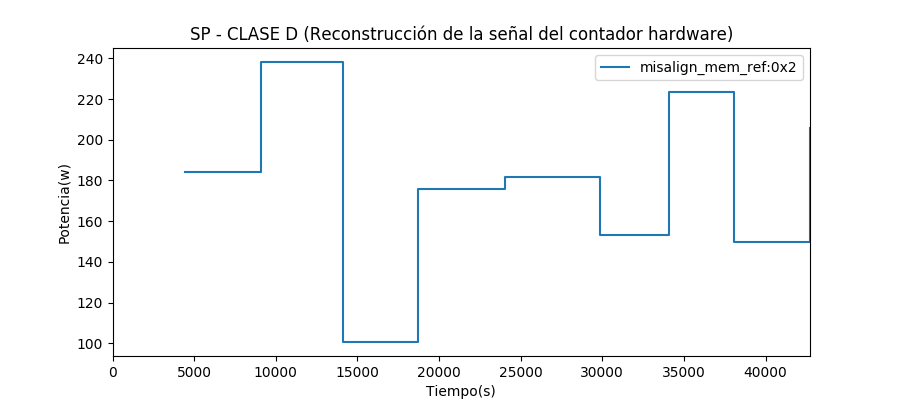 SP - CLASE D (Reconstrucción de la señal del contador hardware)
misalign_mem_ref:0x2
Potencia(w)
240
220
200
180
160
140
120
100
0 5000 10000 15000 20000 25000 30000 35000 40000
Tiempo(s)